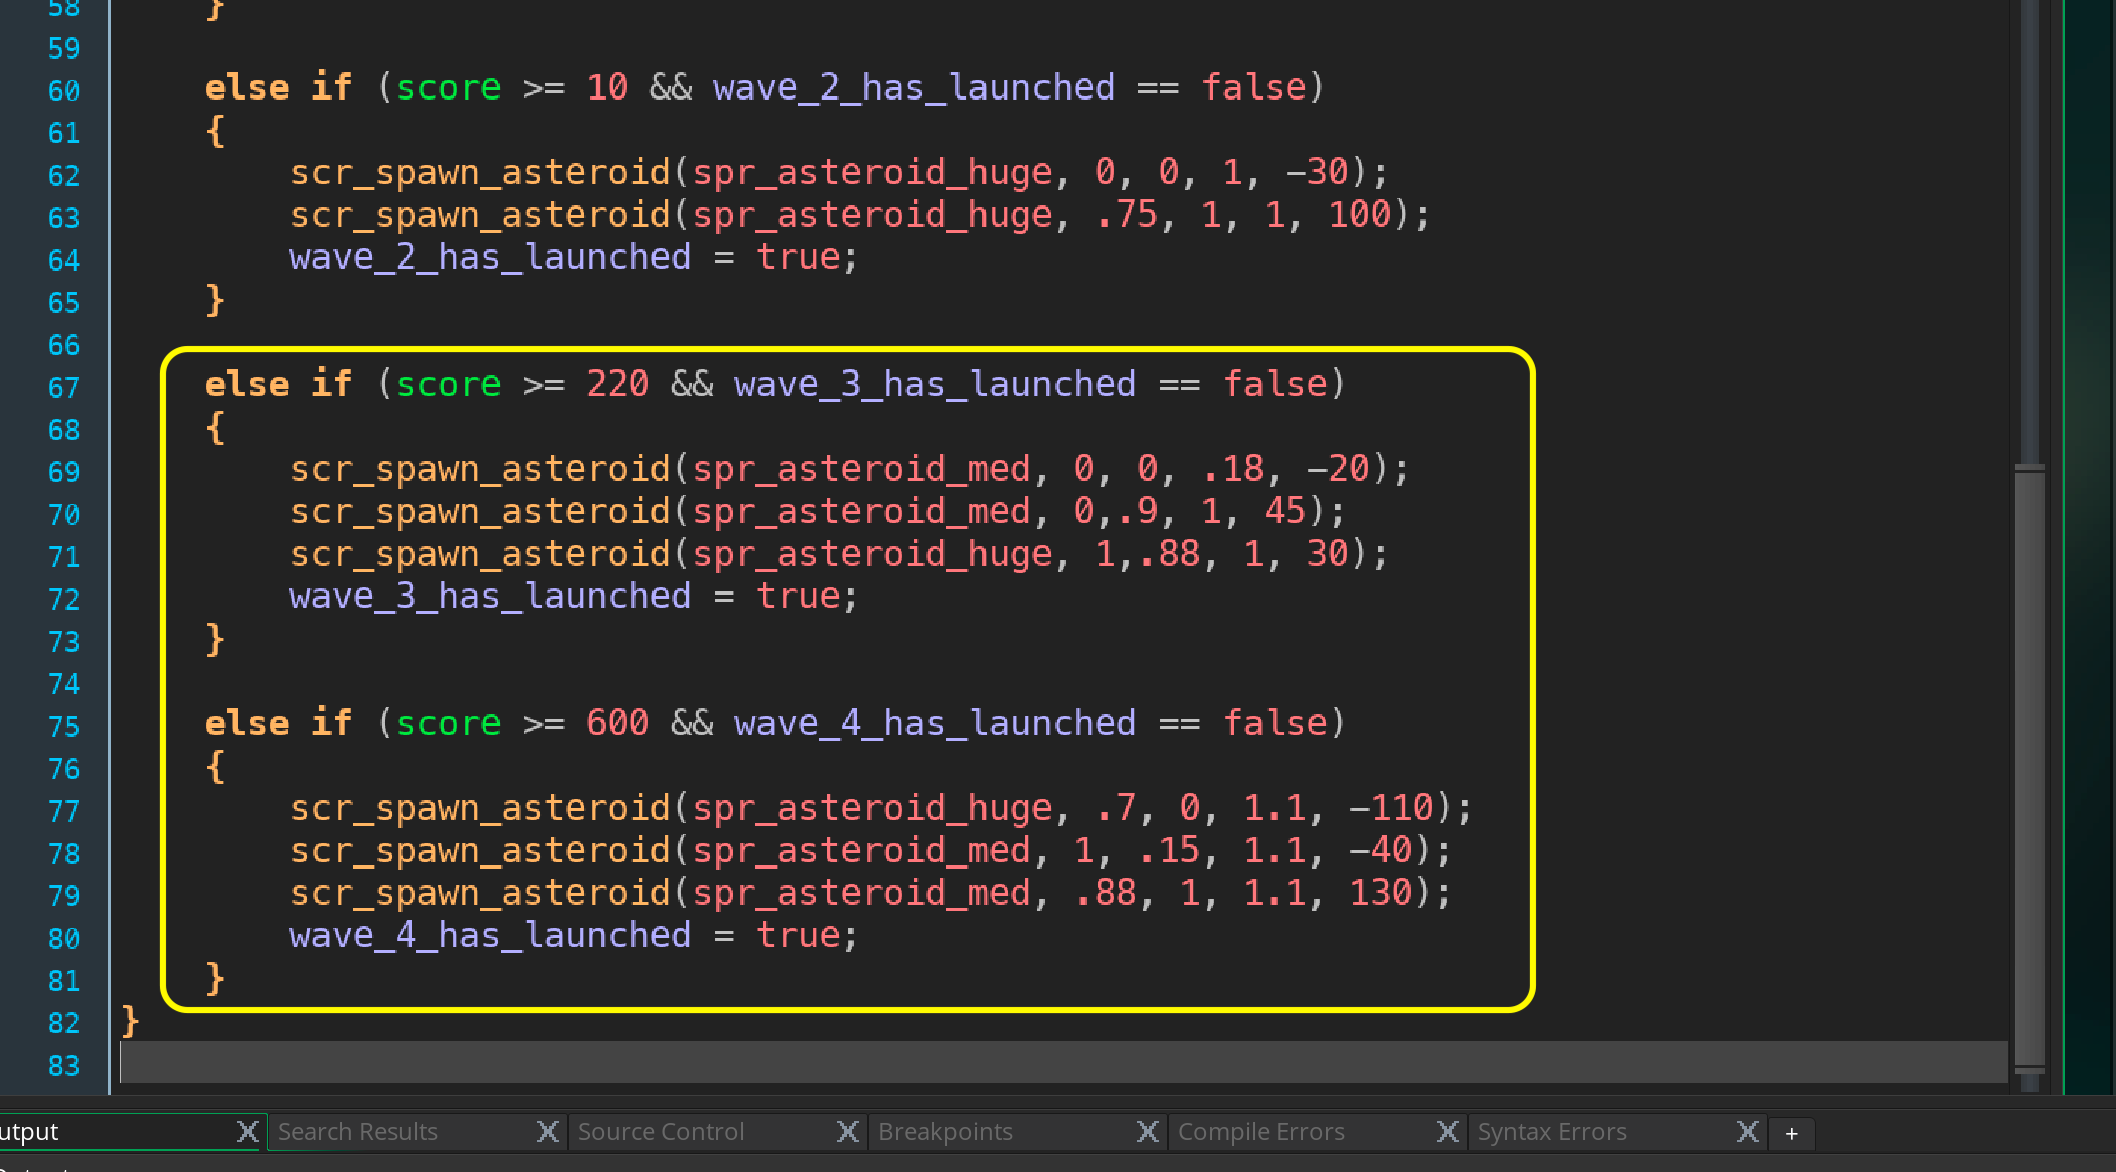 58 }
59
60 else if (score >= 10 && wave_2_has_launched == false)
61 {
62 scr_spawn_asteroid(spr_asteroid_huge, 0, 0, 1, -30);
63 scr_spawn_asteroid(spr_asteroid_huge, .75, 1, 1, 100);
64 wave_2_has_launched = true;
65 }
66
67 else if (score >= 220 && wave_3_has_launched == false)
68 {
69 scr_spawn_asteroid(spr_asteroid_med, 0, 0, .18, -20);
70 scr_spawn_asteroid(spr_asteroid_med, 0,.9, 1, 45);
71 scr_spawn_asteroid(spr_asteroid_huge, 1,.88, 1, 30);
72 wave_3_has_launched = true;
73 }
74
75 else if (score >= 600 && wave_4_has_launched == false)
76 {
77 scr_spawn_asteroid(spr_asteroid_huge, .7, 0, 1.1, -110);
78 scr_spawn_asteroid(spr_asteroid_med, 1, .15, 1.1, -40);
79 scr_spawn_asteroid(spr_asteroid_med, .88, 1, 1.1, 130);
80 wave_4_has_launched = true;
81 }
82 }
83
utput X Search Results X Source Control X Breakpoints X Compile Errors X Syntax Errors X +